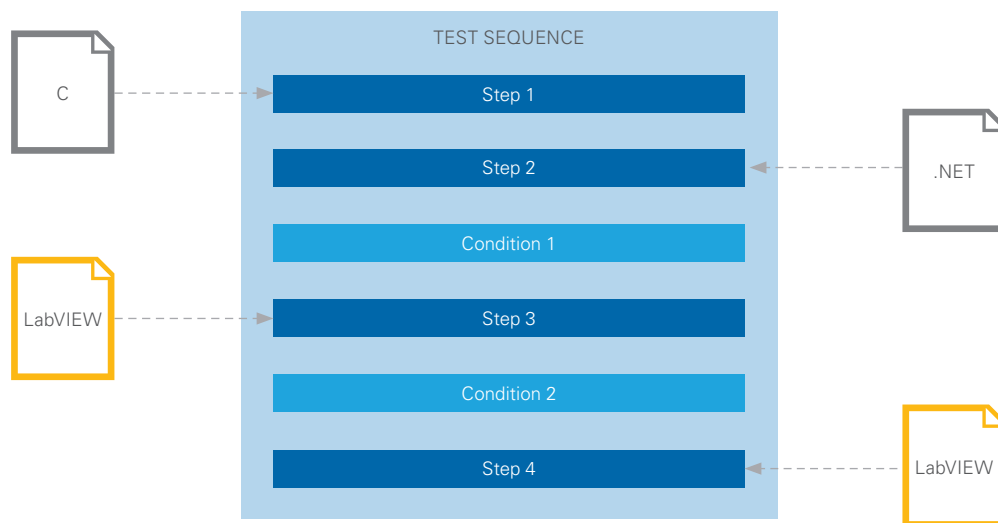 TEST SEQUENCE
C
Step 1
Step 2
.NET
Condition 1
LabVIEW
Step 3
Condition 2
Step 4
LabVIEW